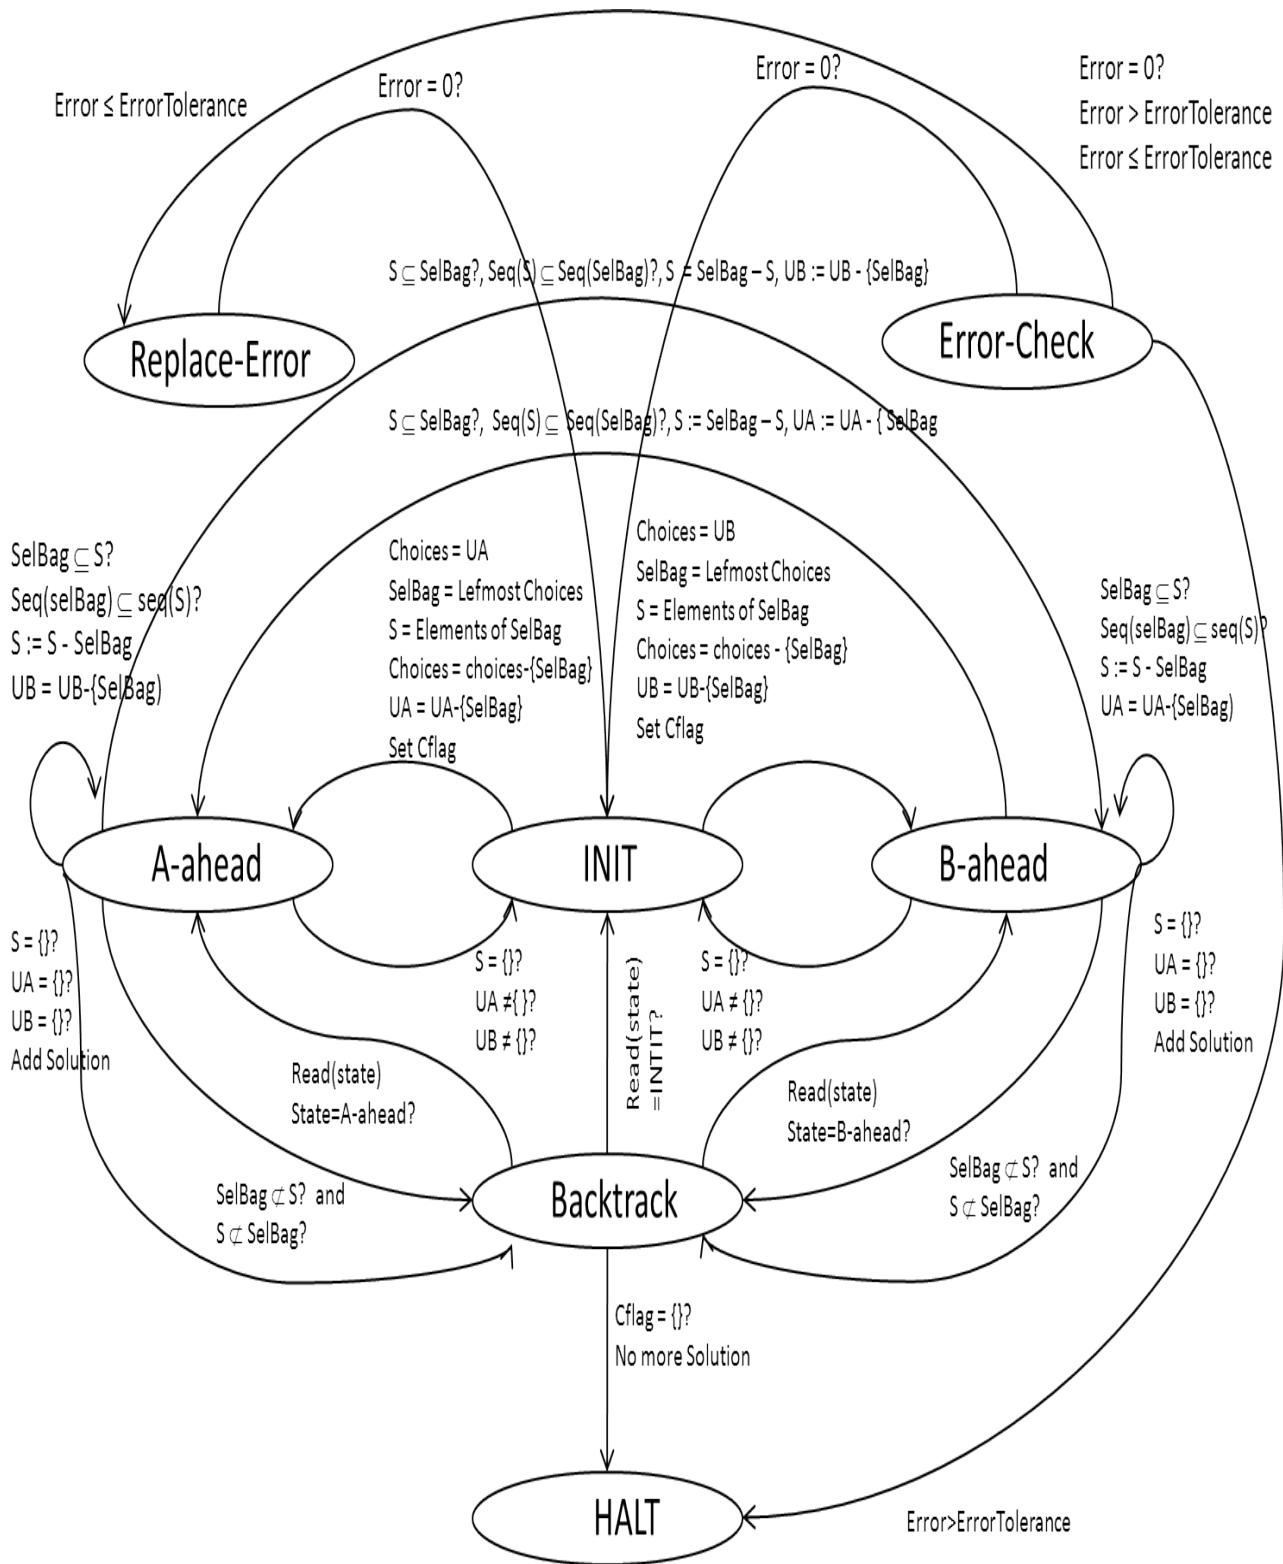 Error = 0?
Error = 0?
Error = 0?
Error > ErrorTolerance
Error ≤ ErrorTolerance
Error ≤ ErrorTolerance
S ⊆ SelBag?, Seq(S) ⊆ Seq(SelBag)?, S = SelBag – S, UB := UB - {SelBag}
Replace-Error
Error-Check
S ⊆ SelBag?, Seq(S) ⊆ Seq(SelBag)?, S := SelBag – S, UA := UA - { SelBag
SelBag ⊆ S?
Seq(selBag) ⊆ seq(S)?
S := S - SelBag
UB = UB-{SelBag)
Choices = UA
SelBag = Lefmost Choices
S = Elements of SelBag
Choices = choices-{SelBag}
UA = UA-{SelBag}
Set Cflag
Choices = UB
SelBag = Lefmost Choices
S = Elements of SelBag
Choices = choices - {SelBag}
UB = UB-{SelBag}
Set Cflag
SelBag ⊆ S?
Seq(selBag) ⊆ seq(S)?
S := S - SelBag
UA = UA-{SelBag)
A-ahead
INIT
B-ahead
S = {}?
UA = {}?
UB = {}?
Add Solution
S = {}?
UA ≠{ }?
UB ≠ {}?
Read(state)
=INTIT?
S = {}?
UA ≠ {}?
UB ≠ {}?
S = {}?
UA = {}?
UB = {}?
Add Solution
Read(state)
State=A-ahead?
Read(state)
State=B-ahead?
SelBag ⊄ S? and
S ⊄ SelBag?
Backtrack
SelBag ⊄ S? and
S ⊄ SelBag?
Cflag = {}?
No more Solution
HALT
Error>ErrorTolerance